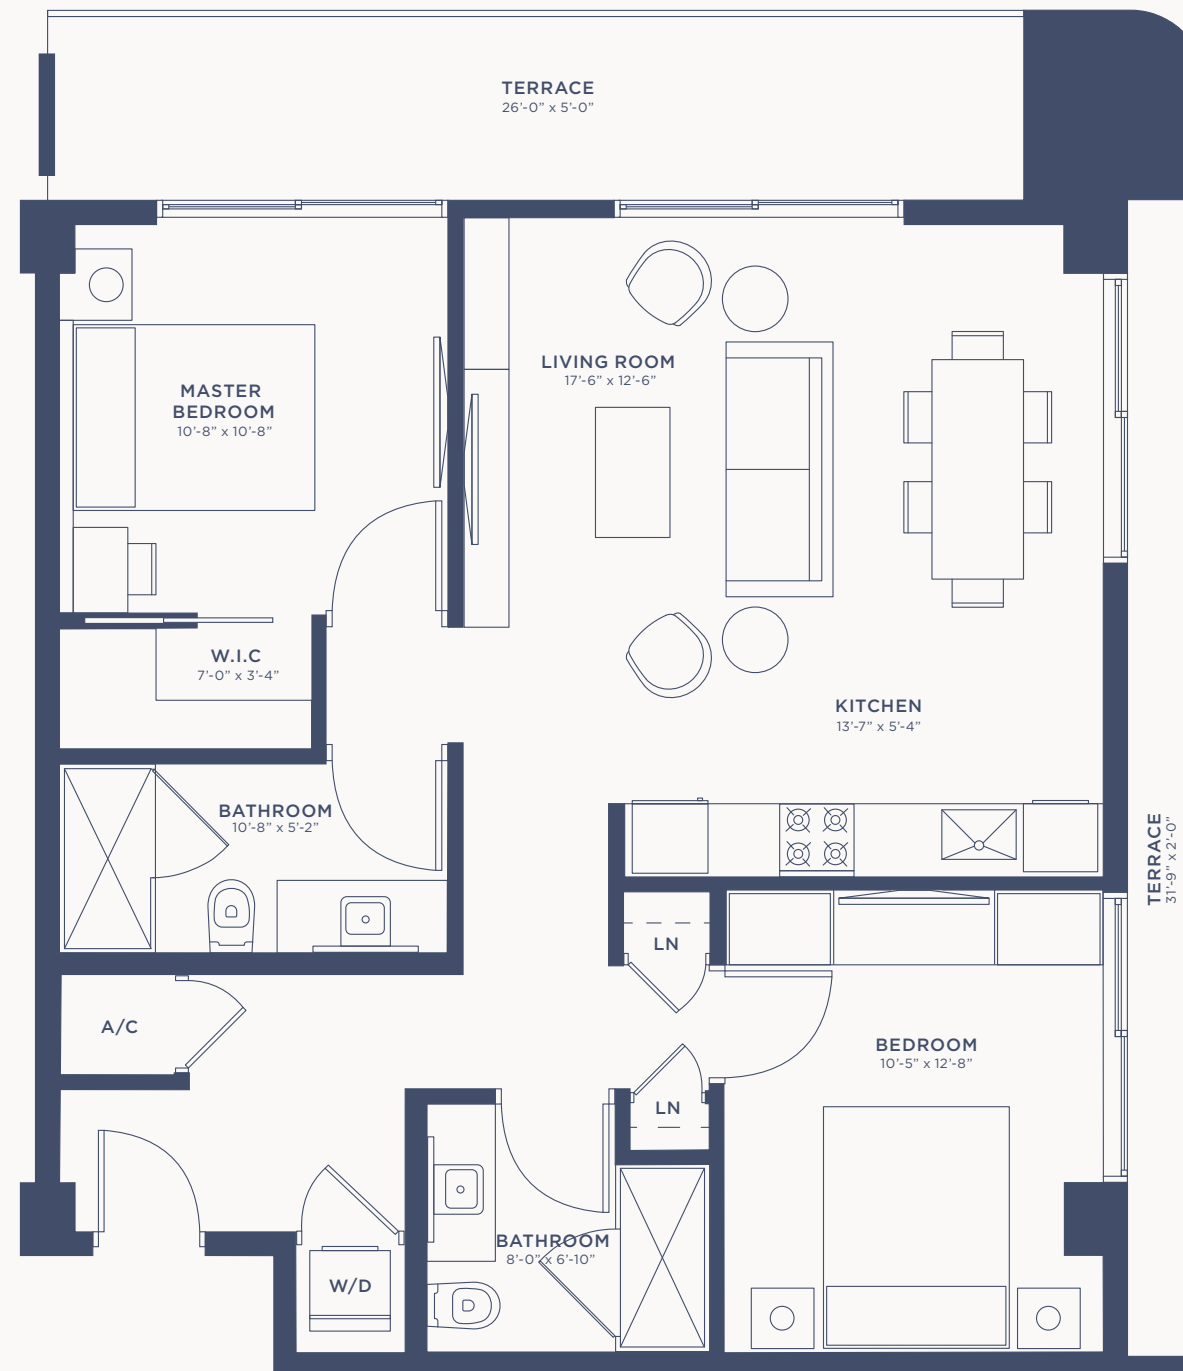 TERRACE
26'-0” x 5'-0”
LIVING ROOM
17'-6” x 12'-6”
MASTER
BEDROOM
10'-8” x 10'-8”
W.I.C
7'-0” x 3'-4”
KITCHEN
13'-7” x 5'-4”
BATHROOM
10'-8” x 5'-2”
TERRACE
31'-9” x 2'-0”
LN
A/C
BEDROOM
10'-5” x 12'-8”
LN
BATHROOM
8'-0” x 6'-10”
W/D